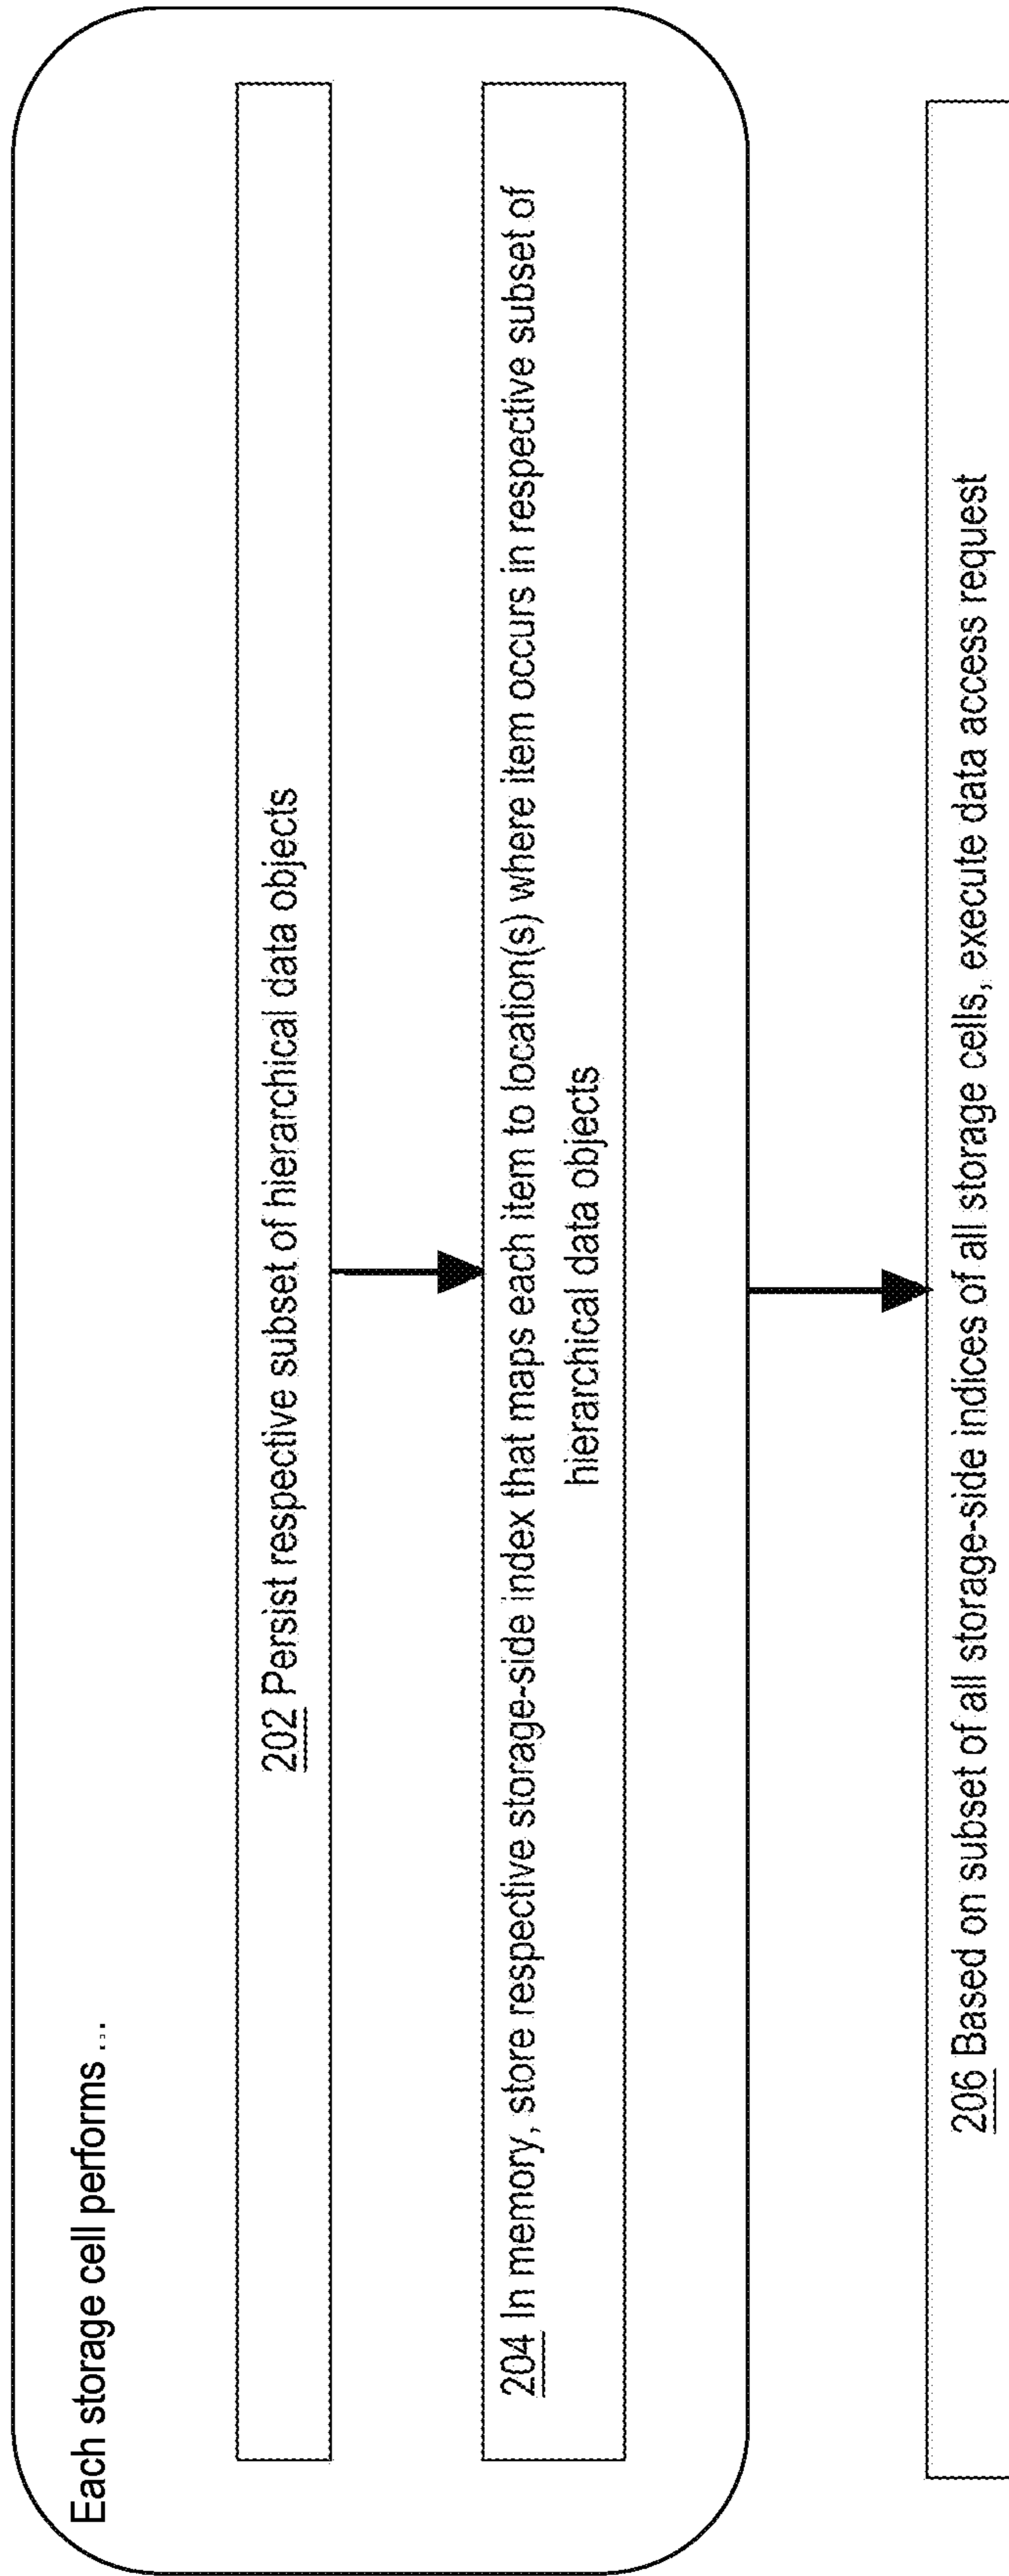 Each storage cell performs ...
202 Persist respective subset of hierarchical data objects
204 In memory, store respective storage-side index that maps each item to location(s) where item occurs in respective subset of
hierarchical data objects
206 Based on subset of all storage-side indices of all storage cells, execute data access request